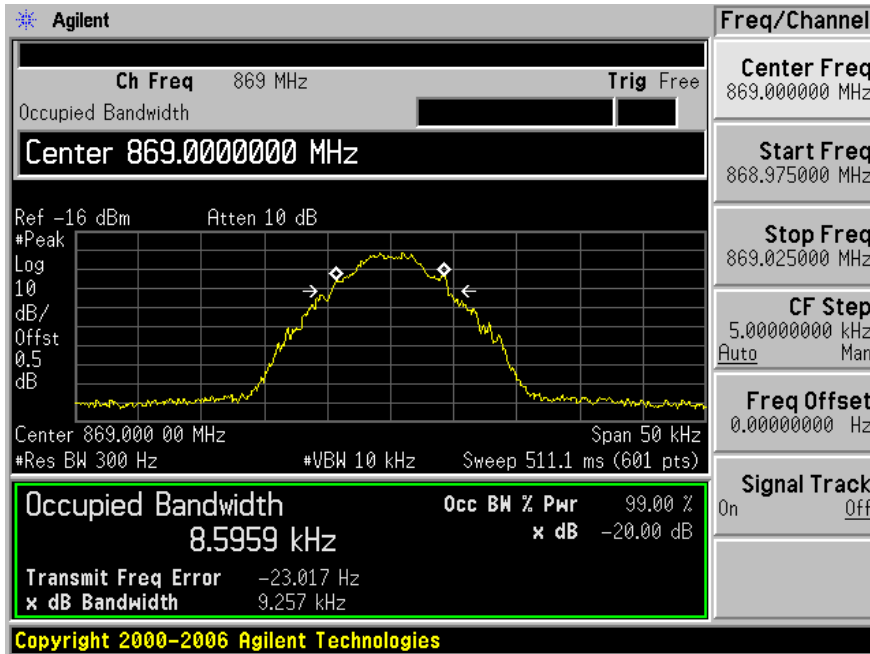 Agilent
Freq/Channel
Ch Freq 869 MHz Trig Free
Occupied Bandwidth
Center 869.0000000 MHz
Ref -16 dBm Atten 10 dB
#Peak
Log
10
dB/
Offst
0.5
dB
Center 869.000 00 MHz Span 50 kHz
#Res BW 300 Hz #VBW 10 kHz Sweep 511.1 ms (601 pts)
Occupied Bandwidth
8.5959 kHz
Occ BW % Pwr 99.00 %
x dB -20.00 dB
Transmit Freq Error -23.017 Hz
x dB Bandwidth 9.257 kHz
Copyright 2000-2006 Agilent Technologies
Center Freq
869.000000 MHz
Start Freq
868.975000 MHz
Stop Freq
869.025000 MHz
CF Step
5.00000000 kHz
Auto Man
Freq Offset
0.00000000 Hz
Signal Track
On Off